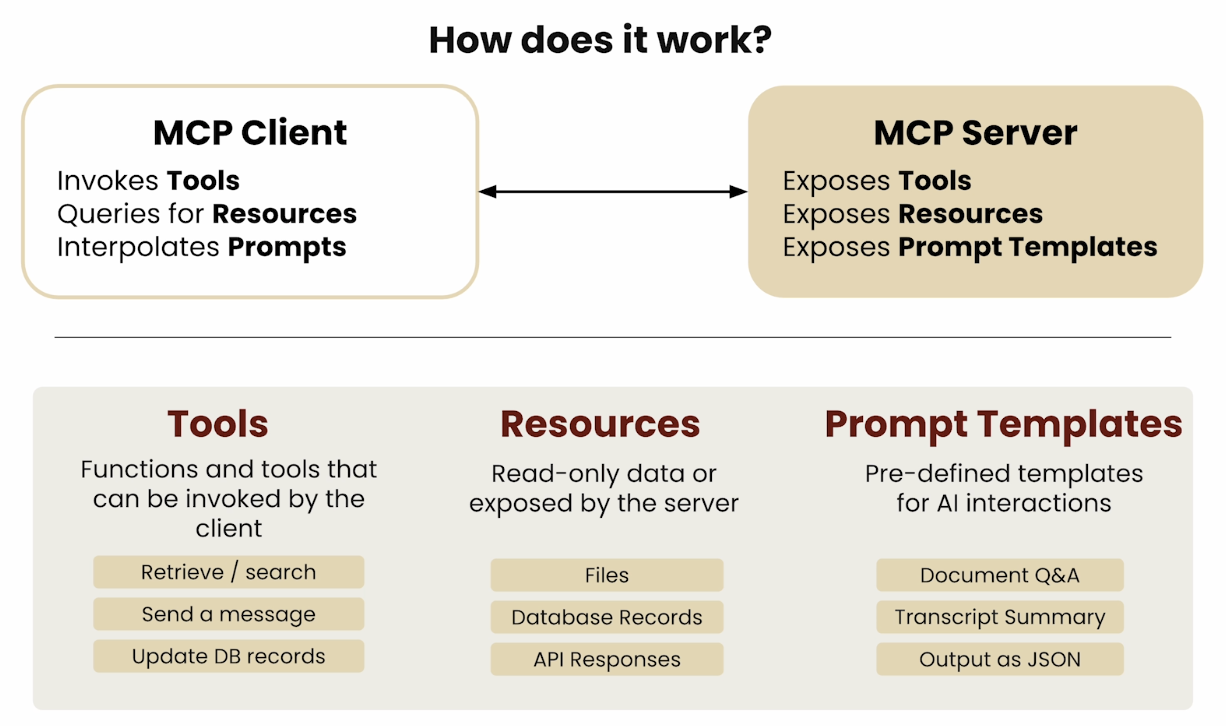 How does it work?
MCP Client
Invokes Tools
Queries for Resources
Interpolates Prompts
MCP Server
Exposes Tools
Exposes Resources
Exposes Prompt Templates
Tools
Functions and tools that
can be invoked by the
client
Retrieve / search
Send a message
Update DB records
Resources
Read-only data or
exposed by the server
Files
Database Records
API Responses
Prompt Templates
Pre-defined templates
for AI interactions
Document Q&A
Transcript Summary
Output as JSON